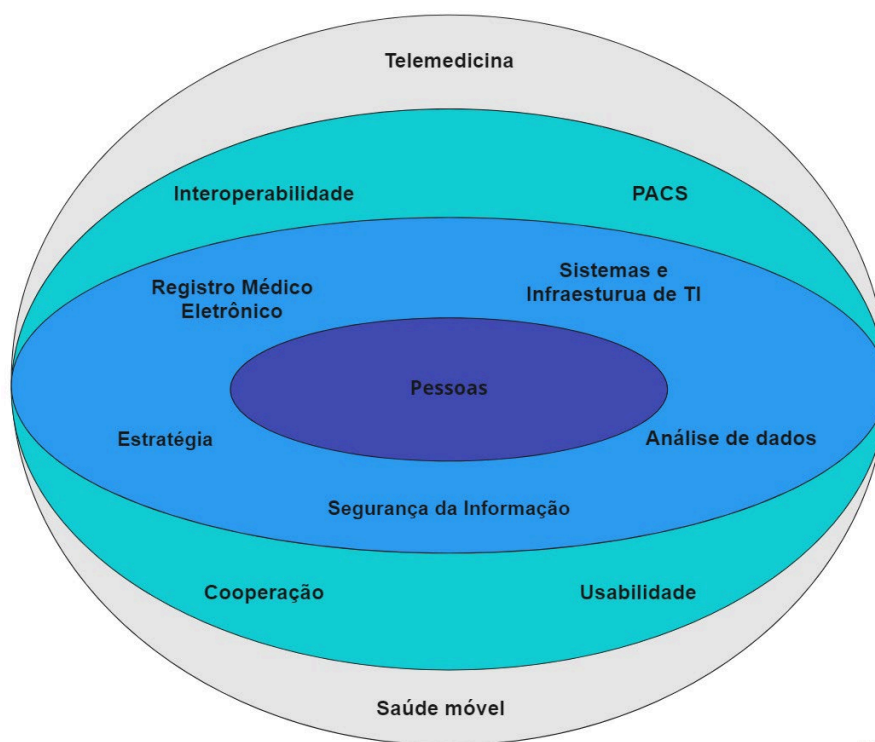 Telemedicina
Interoperabilidade
PACS
Registro Médico
Eletrônico
Sistemas e
Infraesturua de TI
Pessoas
Estratégia
Análise de dados
Segurança da Informação
Cooperação
Usabilidade
Saúde móvel